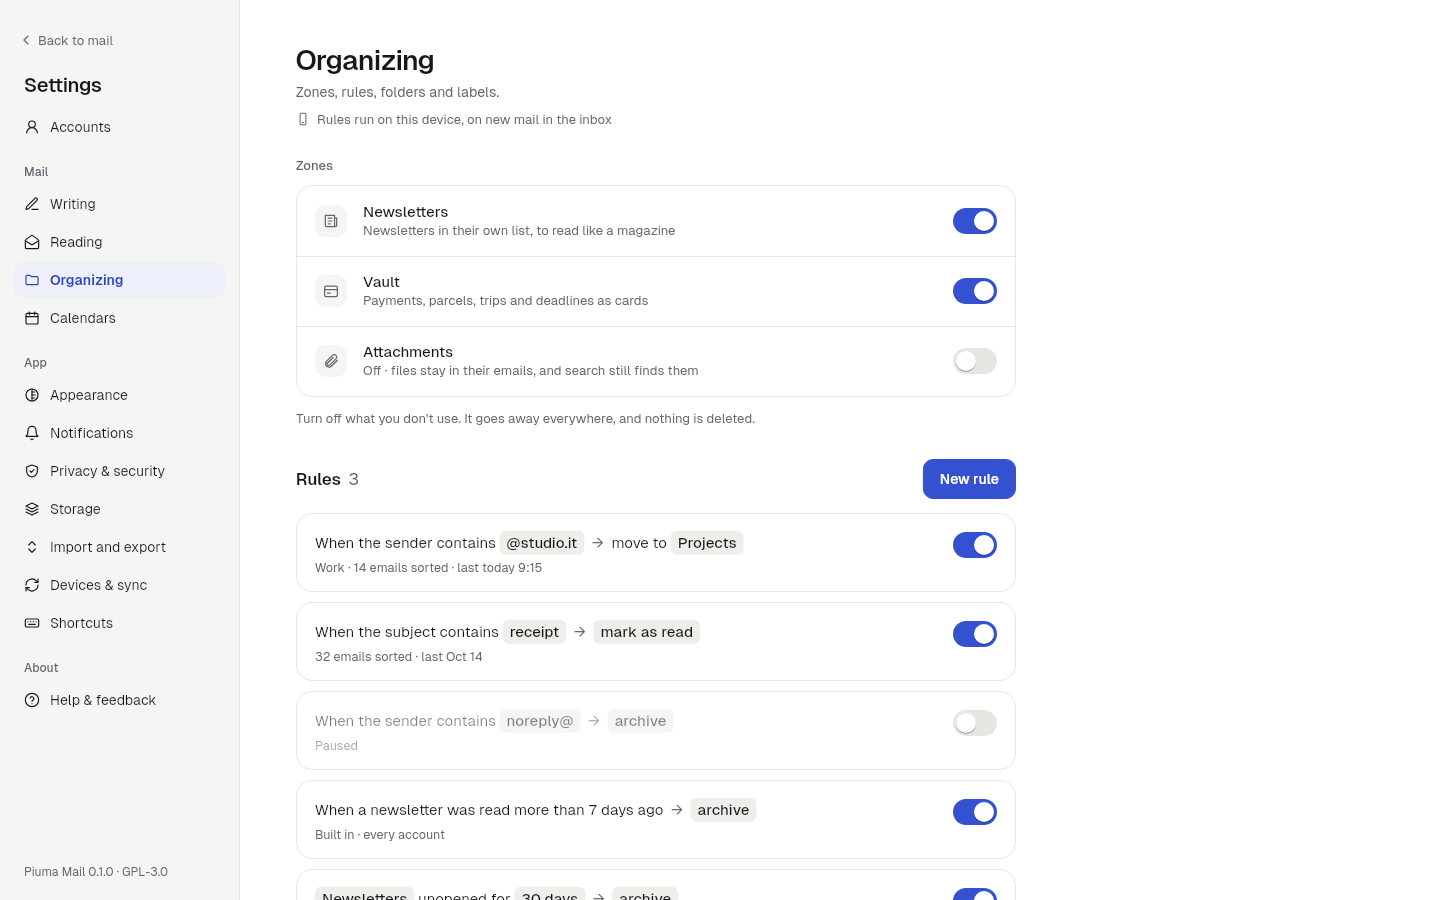 Back to mail
Settings
Accounts
Mail
Writing
Reading
Organizing
Calendars
App
Appearance
Notifications
Privacy & security
Storage
Import and export
Devices & sync
Shortcuts
About
Help & feedback
Piuma Mail 0.1.0 · GPL-3.0
Organizing
Zones, rules, folders and labels.
Rules run on this device, on new mail in the inbox
Zones
Newsletters
Newsletters in their own list, to read like a magazine
Vault
Payments, parcels, trips and deadlines as cards
Attachments
Off · files stay in their emails, and search still finds them
Turn off what you don't use. It goes away everywhere, and nothing is deleted.
Rules 3
New rule
When the sender contains @studio.it → move to Projects
Work · 14 emails sorted · last today 9:15
When the subject contains receipt → mark as read
32 emails sorted · last Oct 14
When the sender contains noreply@ → archive
Paused
When a newsletter was read more than 7 days ago → archive
Built in · every account
Newsletters unopened for 30 days → archive